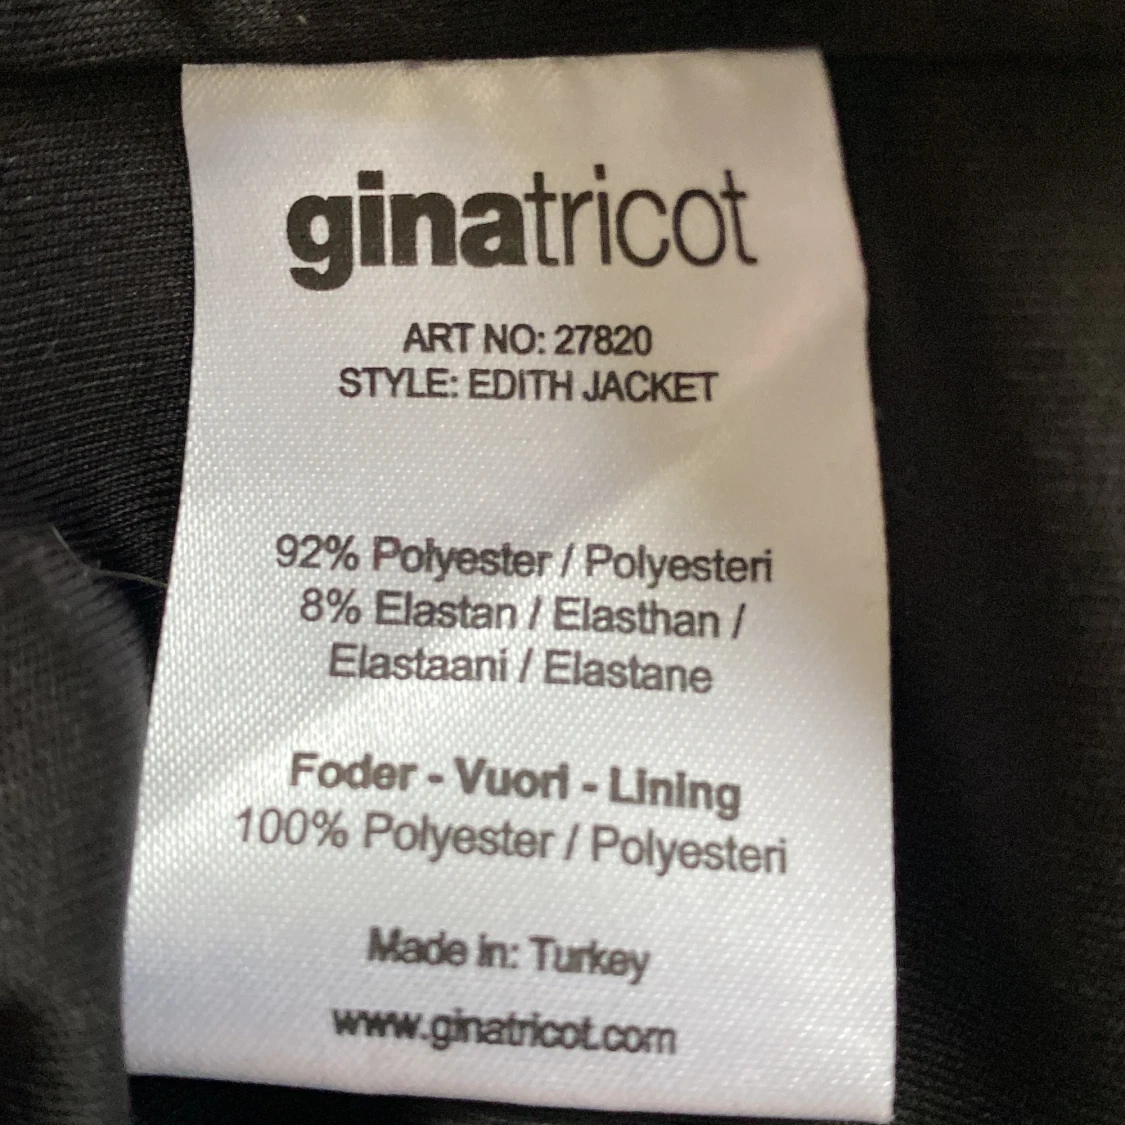 ginatricot
ART NO: 27820
STYLE: EDITH JACKET
92% Polyester / Polyesteri
8% Elastan / Elasthan /
Elastaani / Elastane
Foder - Vuori - Lining
100% Polyester / Polyesteri
Made in: Turkey
www.ginatricot.com